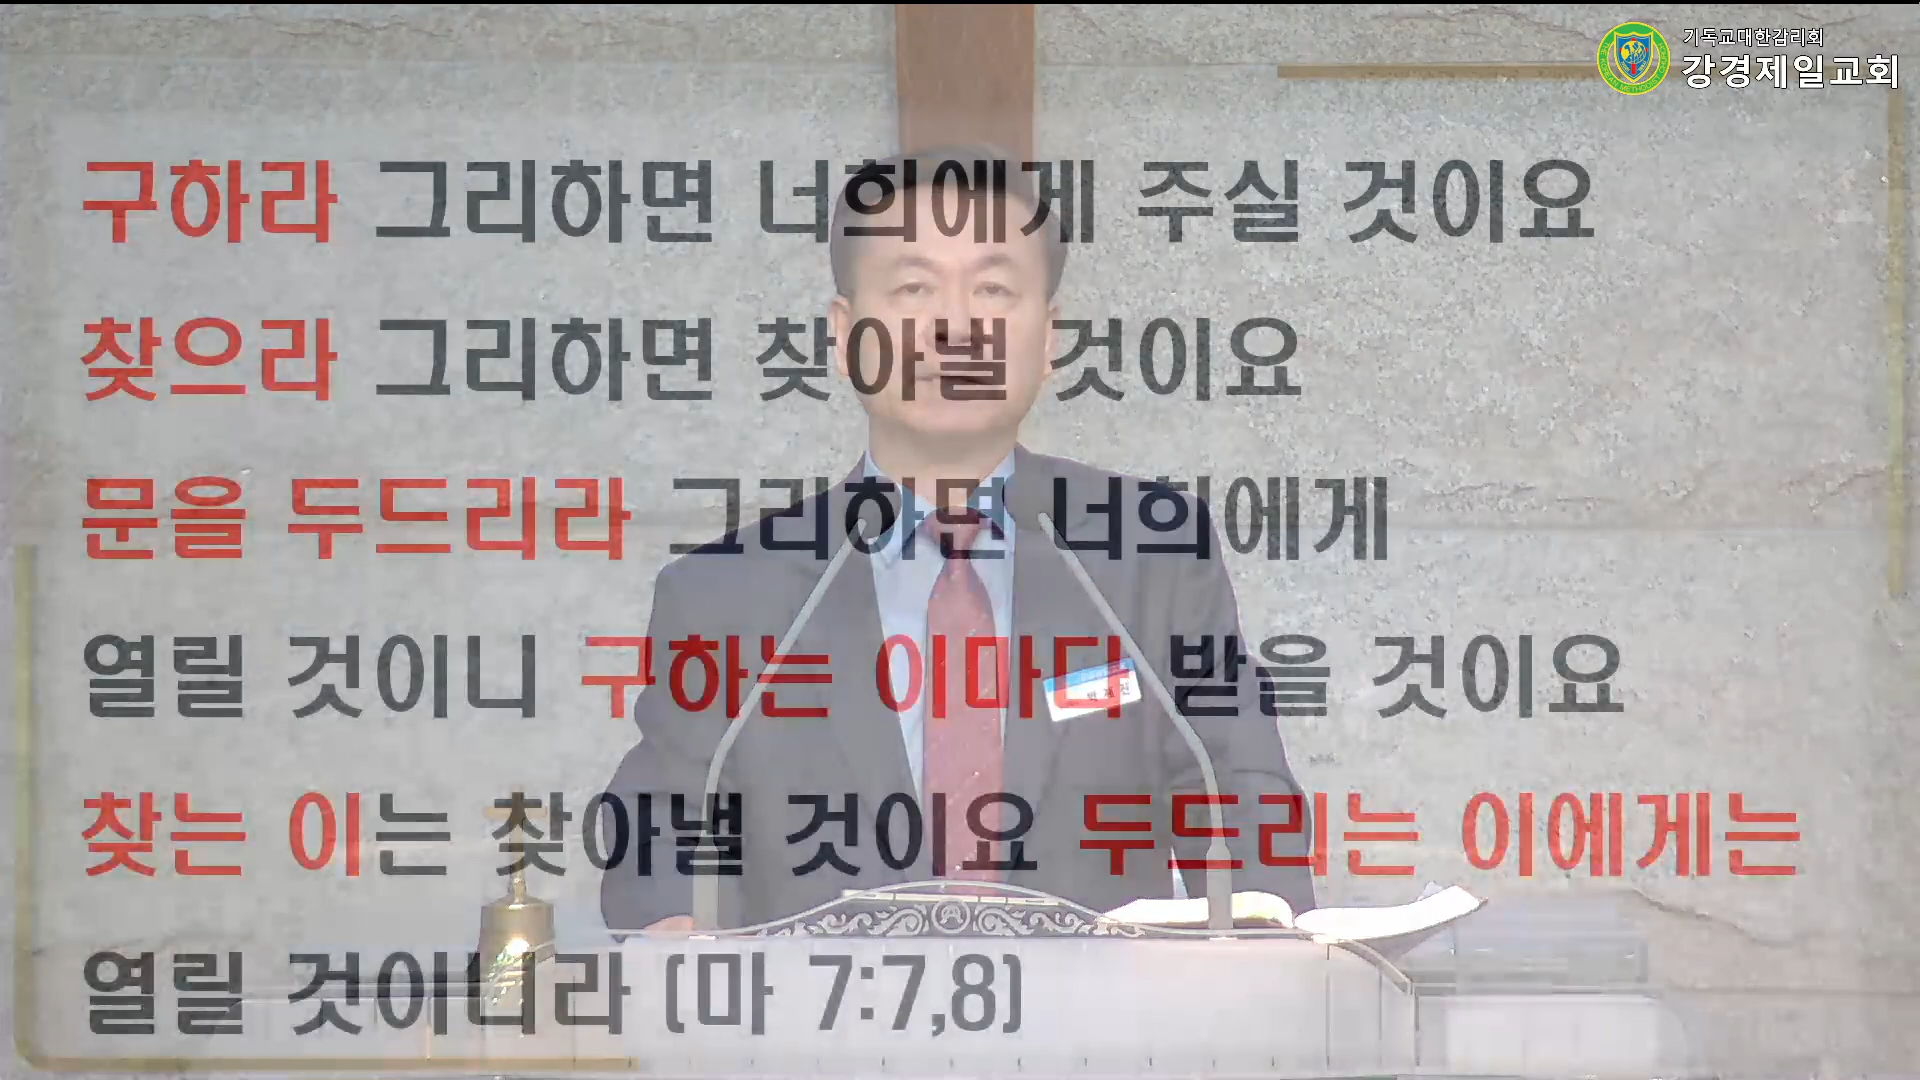 기독교대한감리회
강경제일교회
구하라 그리하면 너희에게 주실 것이요
찾으라 그리하면 찾아낼 것이요
문을 두드리라 그리하면 너희에게
열릴 것이니 구하는 이마다 받을 것이요
찾는 이는 찾아낼 것이요 두드리는 이에게는
열릴 것이니라 (마 7:7,8)